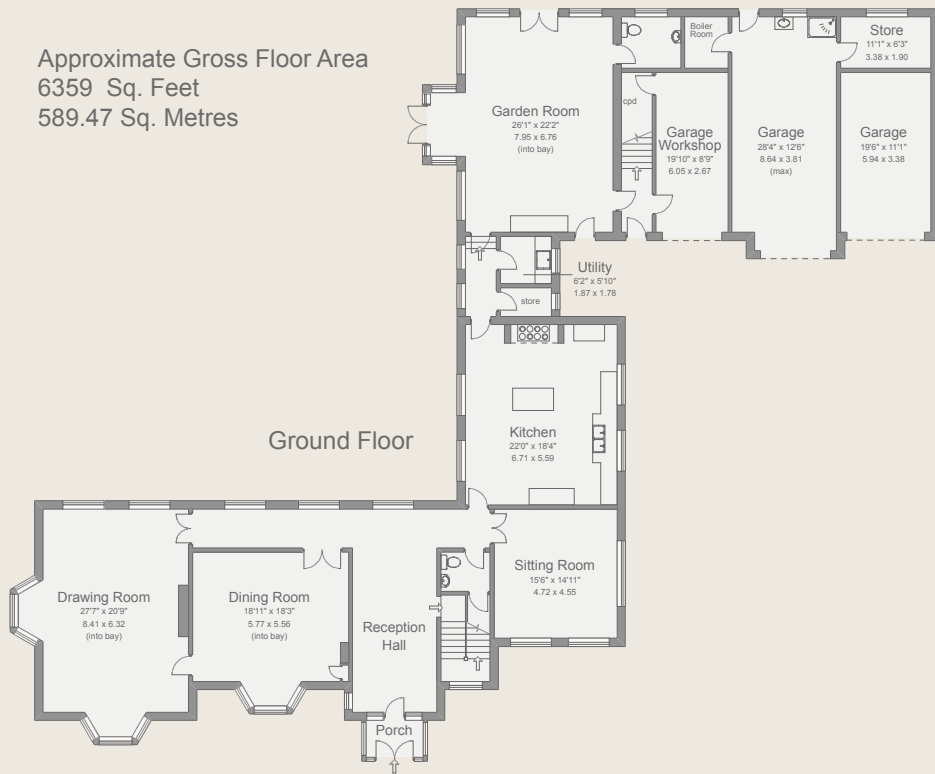 Approximate Gross Floor Area
6359 Sq. Feet
589.47 Sq. Metres
Boiler
Room
Store
11'1" x 6'3"
3.38 x 1.90
cpd
Garden Room
26'1" x 22'2"
7.95 x 6.76
(into bay)
Garage
Workshop
19'10" x 8'9"
6.05 x 2.67
Garage
28'4" x 12'6"
8.64 x 3.81
(max)
Garage
19'6" x 11'1"
5.94 x 3.38
Utility
6'2" x 5'10"
1.87 x 1.78
store
Ground Floor
Kitchen
22'0" x 18'4"
6.71 x 5.59
Sitting Room
15'6" x 14'11"
4.72 x 4.55
Drawing Room
27'7" x 20'9"
8.41 x 6.32
(into bay)
Dining Room
18'11" x 18'3"
5.77 x 5.56
(into bay)
Reception
Hall
Porch